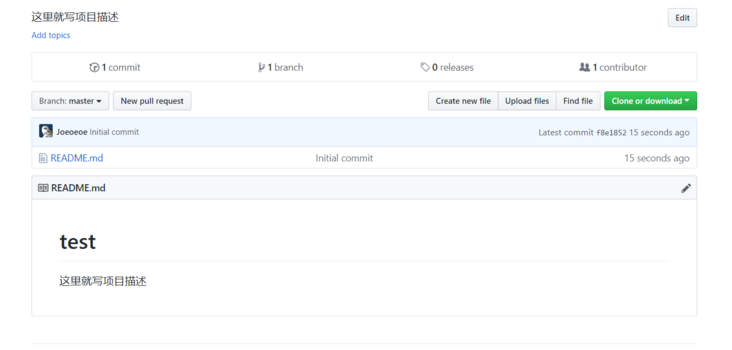 这里就写项目描述 Edit
Add topics
1 commit 1 branch 0 releases 1 contributor
Branch: master New pull request Create new file Upload files Find file Clone or download
Joeoeoe Initial commit Latest commit f8e1852 15 seconds ago
README.md Initial commit 15 seconds ago
README.md
test
这里就写项目描述